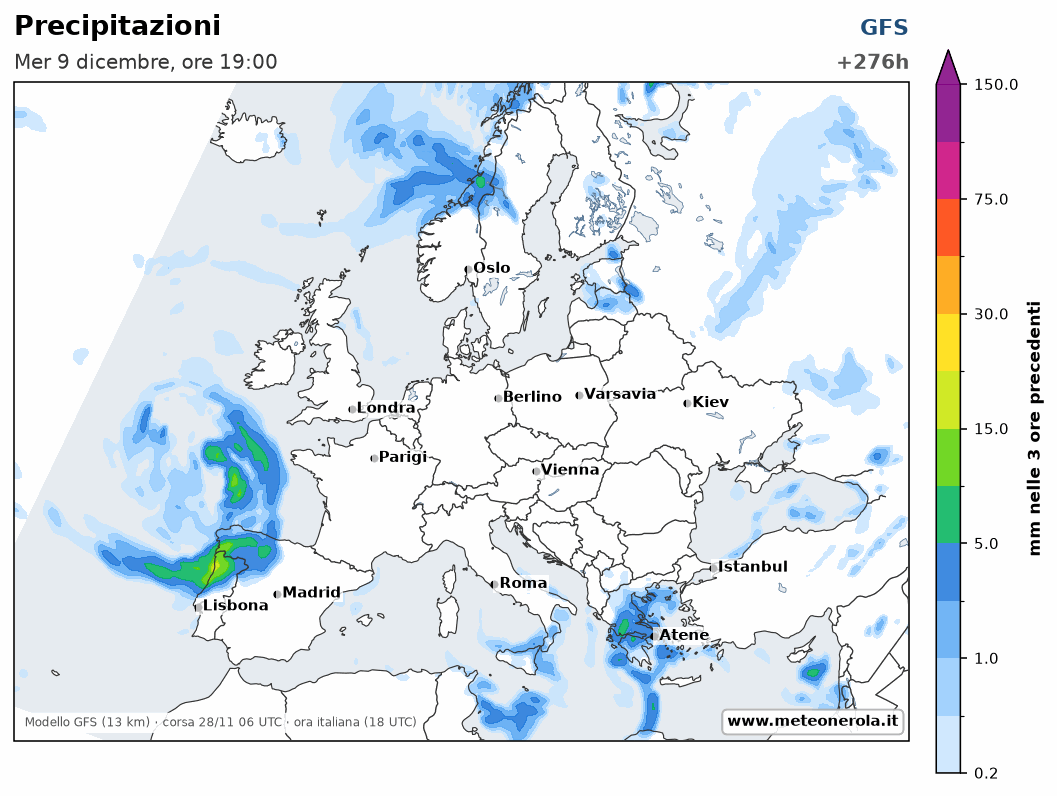 Precipitazioni
GFS
Mer 9 dicembre, ore 19:00
+276h
150.0
75.0
30.0
15.0
5.0
1.0
0.2
mm nelle 3 ore precedenti
Oslo
Berlino
Varsavia
Kiev
Londra
Parigi
Vienna
Istanbul
Roma
Madrid
Lisbona
Atene
Modello GFS (13 km) · corsa 28/11 06 UTC · ora italiana (18 UTC)
www.meteonerola.it